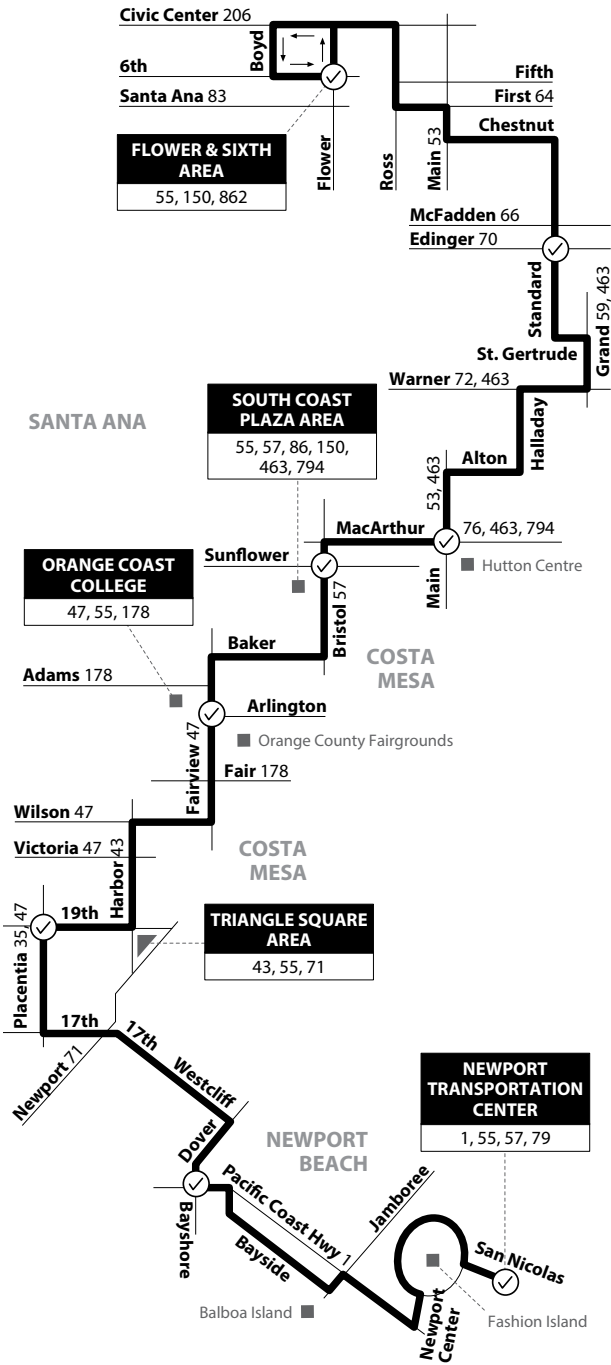 Civic Center 206
Boyd
6th
Fifth
Santa Ana 83
First 64
Chestnut
FLOWER & SIXTH
AREA
55, 150, 862
Flower
Ross
Main 53
McFadden 66
Edinger 70
Standard
Grand 59, 463
St. Gertrude
Warner 72, 463
SANTA ANA
SOUTH COAST
PLAZA AREA
55, 57, 86, 150,
463, 794
Halladay
Alton
53, 463
MacArthur
76, 463, 794
Sunflower
Main
Hutton Centre
ORANGE COAST
COLLEGE
47, 55, 178
Bristol 57
Baker
COSTA
MESA
Adams 178
Arlington
Orange County Fairgrounds
Fairview 47
Fair 178
Wilson 47
Victoria 47
Harbor 43
COSTA
MESA
19th
Placentia 35, 47
TRIANGLE SQUARE
AREA
43, 55, 71
17th
17th
Newport 71
Westcliff
NEWPORT
TRANSPORTATION
CENTER
1, 55, 57, 79
Dover
NEWPORT
BEACH
Bayshore
Pacific Coast Hwy 1
Jamboree
Bayside
San Nicolas
Balboa Island
Newport
Center
Fashion Island